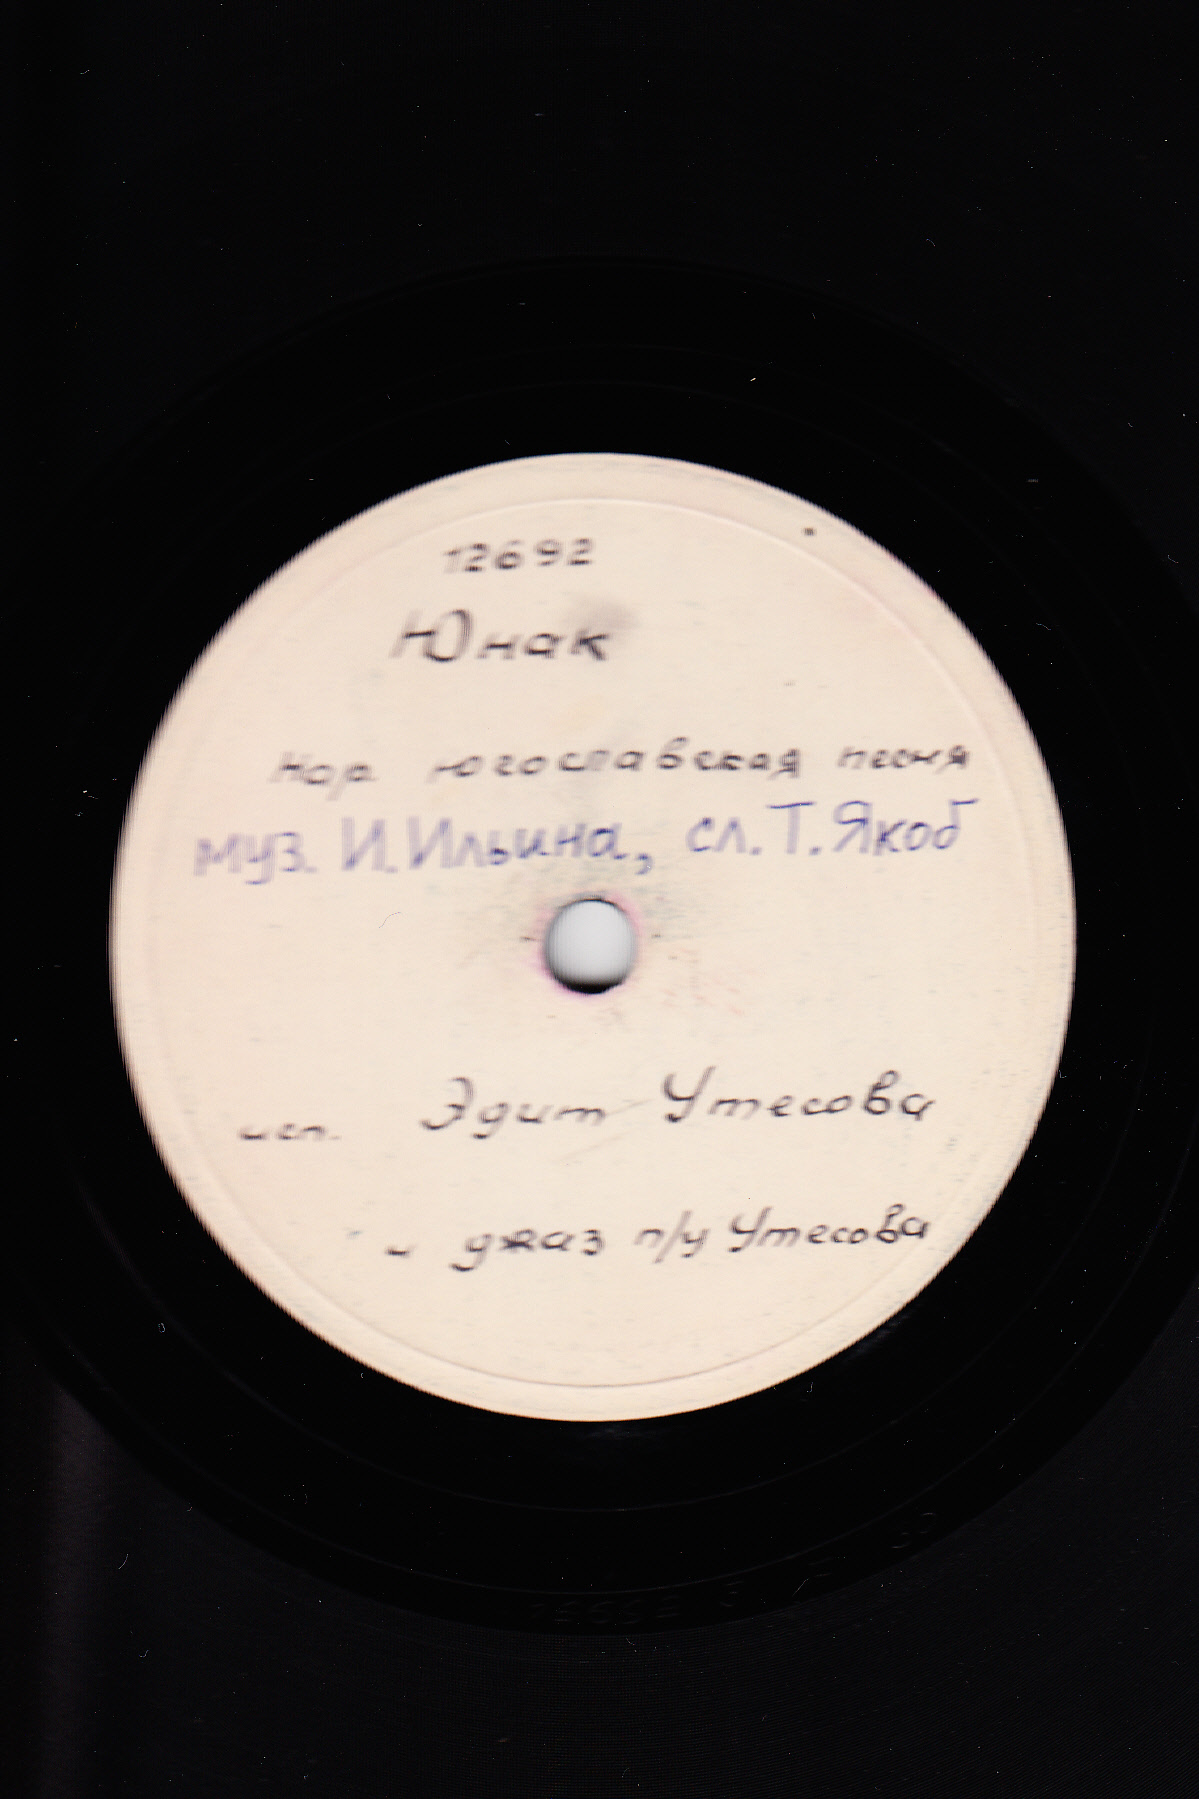 12692
Юнак
Нар. югославская песня
муз. И. Ильина, сл. Т. Якоб
исп. Эдит Утесова
и джаз п/у Утесова